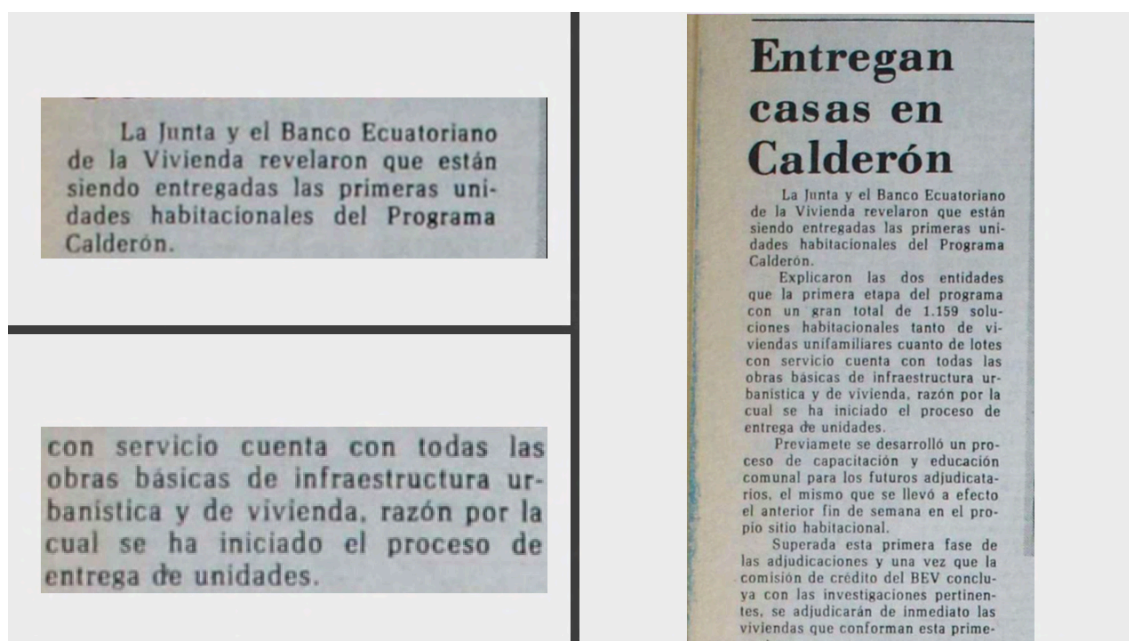 La Junta y el Banco Ecuatoriano
de la Vivienda revelaron que están
siendo entregadas las primeras uni-
dades habitacionales del Programa
Calderón.
con servicio cuenta con todas las
obras básicas de infraestructura ur-
banística y de vivienda, razón por la
cual se ha iniciado el proceso de
entrega de unidades.
Entregan
casas en
Calderón
La Junta y el Banco Ecuatoriano
de la Vivienda revelaron que están
siendo entregadas las primeras uni-
dades habitacionales del Programa
Calderón.
Explicaron las dos entidades
que la primera etapa del programa
con un gran total de 1.159 solu-
ciones habitacionales tanto de vi-
viendas unifamiliares cuanto de lotes
con servicio cuenta con todas las
obras básicas de infraestructura ur-
banística y de vivienda, razón por la
cual se ha iniciado el proceso de
entrega de unidades.
Previamete se desarrolló un pro-
ceso de capacitación y educación
comunal para los futuros adjudicata-
rios, el mismo que se llevó a efecto
el anterior fin de semana en el pro-
pio sitio habitacional.
Superada esta primera fase de
las adjudicaciones y una vez que la
comisión de crédito del BEV conclu-
ya con las investigaciones pertinen-
tes, se adjudicarán de inmediato las
viviendas que conforman esta prime-